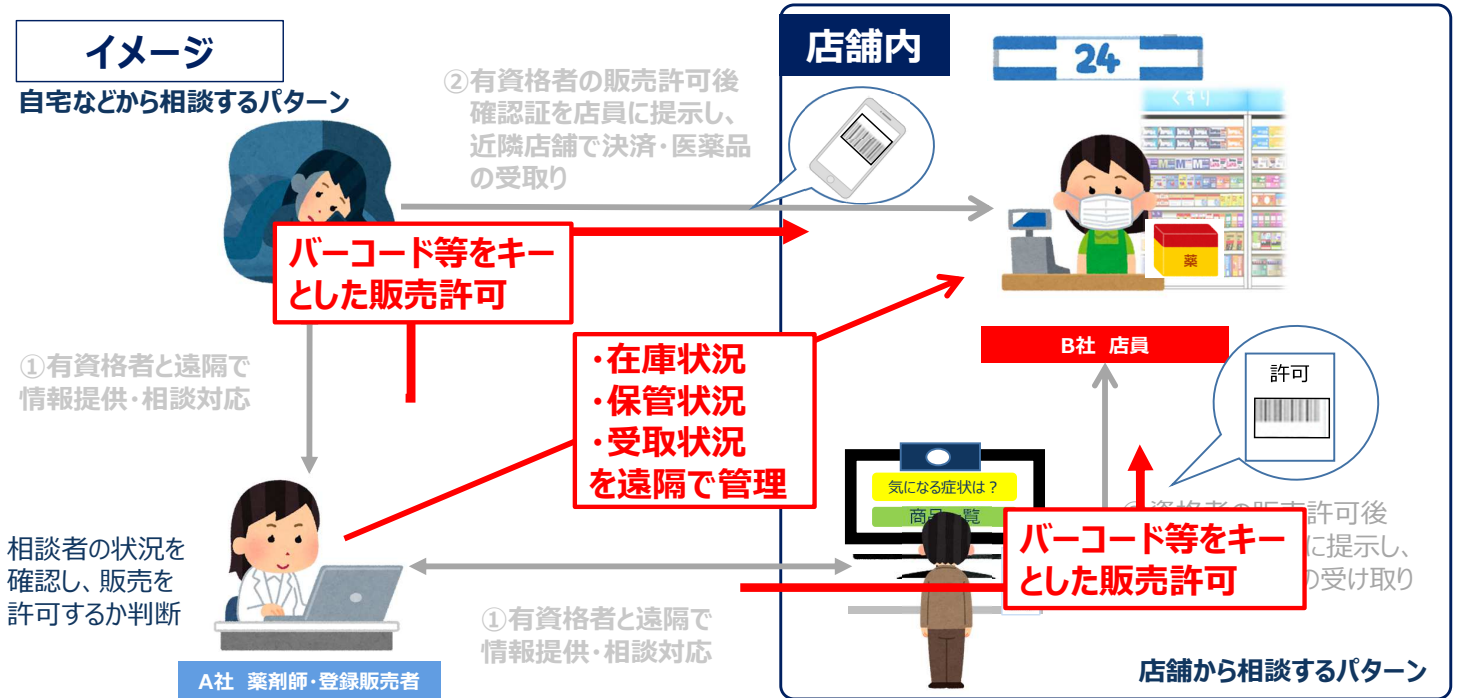 イメージ
自宅などから相談するパターン
②有資格者の販売許可後
確認証を店員に提示し、
近隣店舗で決済・医薬品
の受取り
店舗内
24
くすり
薬
バーコード等をキー
とした販売許可
①有資格者と遠隔で
情報提供・相談対応
・在庫状況
・保管状況
・受取状況
を遠隔で管理
B社 店員
許可
気になる症状は？
商品一覧
資格者の販売許可後
に提示し、
の受け取り
バーコード等をキー
とした販売許可
相談者の状況を
確認し、販売を
許可するか判断
①有資格者と遠隔で
情報提供・相談対応
A社 薬剤師・登録販売者
店舗から相談するパターン